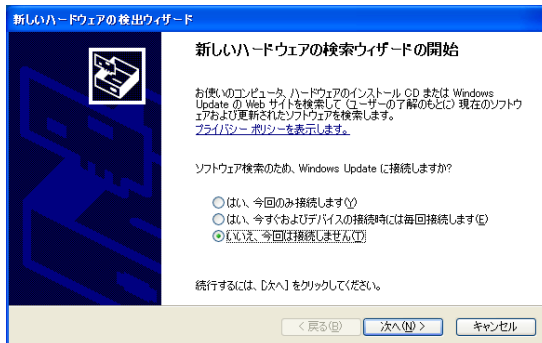 新しいハードウェアの検出ウィザード
新しいハードウェアの検索ウィザードの開始
お使いのコンピュータ、ハードウェアのインストール CD または Windows
Update の Web サイトを検索して (ユーザーの了解のもとに) 現在のソフトウ
ェアおよび更新されたソフトウェアを検索します。
プライバシー ポリシーを表示します。
ソフトウェア検索のため、Windows Update に接続しますか?
はい、今回のみ接続します(Y)
はい、今すぐおよびデバイスの接続時には毎回接続します(E)
いいえ、今回は接続しません(T)
続行するには、[次へ] をクリックしてください。
< 戻る(B)
次へ(N) >
キャンセル